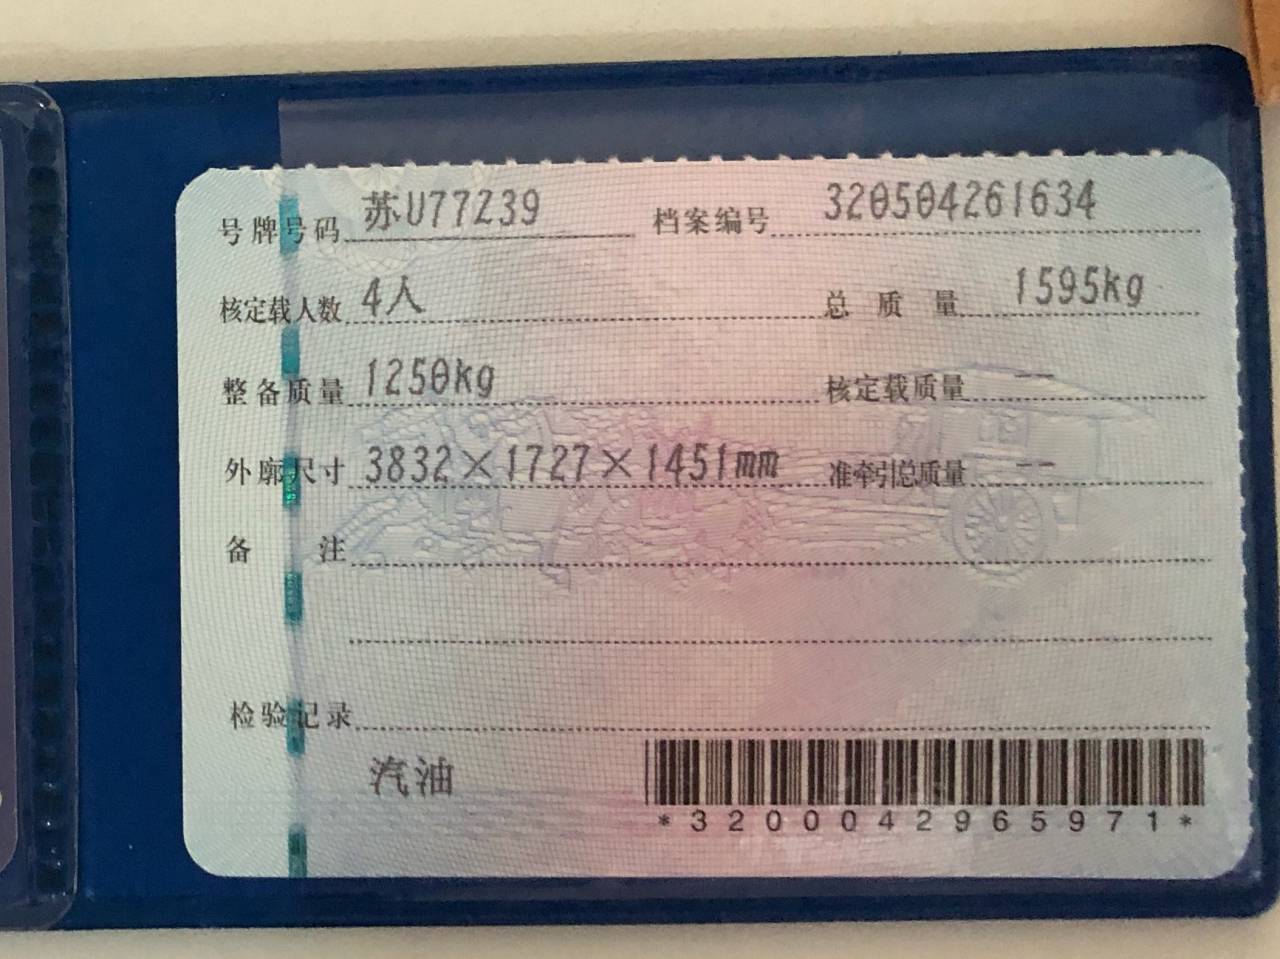 号牌号码 苏U77Z39 档案编号 320504261634
核定载人数 4人 总质量 1595kg
整备质量 1250kg 核定载质量 --
外廓尺寸 3832×1727×1451mm 准牵引总质量 --
备注
检验记录
汽油
*3200042965971*